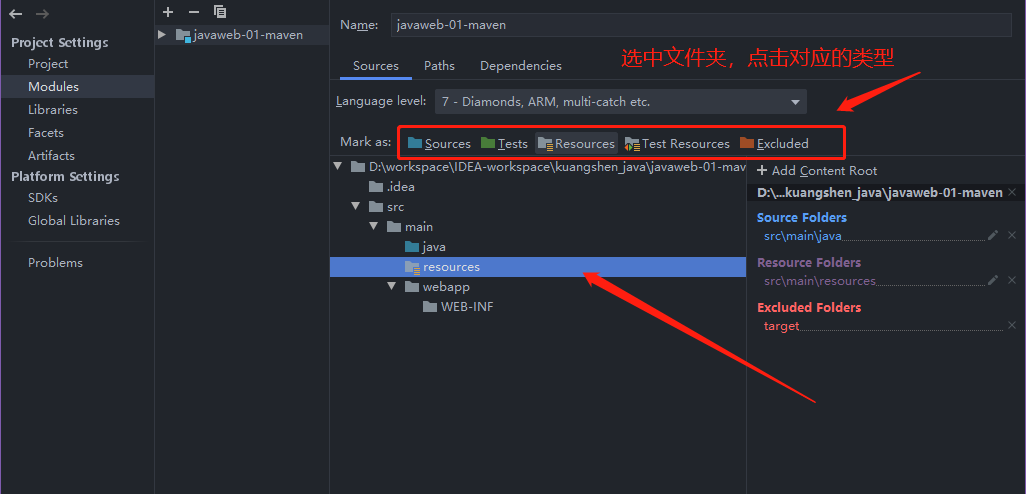 Project Settings
Project
Modules
Libraries
Facets
Artifacts
Platform Settings
SDKs
Global Libraries
Problems
javaweb-01-maven
Name: javaweb-01-maven
Sources Paths Dependencies
选中文件夹，点击对应的类型
Language level: 7 - Diamonds, ARM, multi-catch etc.
Mark as: Sources Tests Resources Test Resources Excluded
D:\workspace\IDEA-workspace\kuangshen_java\javaweb-01-mav
.idea
src
main
java
resources
webapp
WEB-INF
+ Add Content Root
D:\...kuangshen_java\javaweb-01-maven
Source Folders
src\main\java
Resource Folders
src\main\resources
Excluded Folders
target